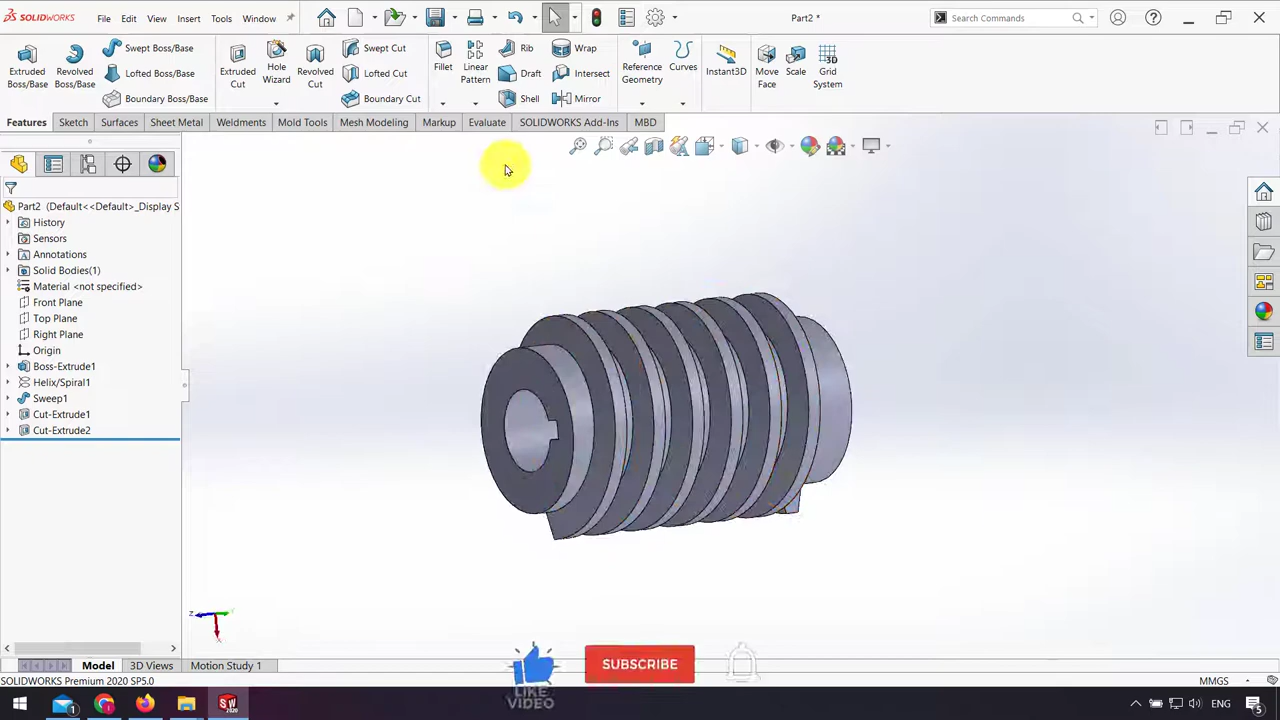 SOLIDWORKS File Edit View Insert Tools Window Part2 * Search Commands
Extruded Boss/Base
Revolved Boss/Base
Swept Boss/Base
Lofted Boss/Base
Boundary Boss/Base
Extruded Cut
Hole Wizard
Revolved Cut
Swept Cut
Lofted Cut
Boundary Cut
Fillet
Linear Pattern
Rib
Draft
Shell
Wrap
Intersect
Mirror
Reference Geometry
Curves
Instant3D
Move Face
Scale
Grid System
Features Sketch Surfaces Sheet Metal Weldments Mold Tools Mesh Modeling Markup Evaluate SOLIDWORKS Add-Ins MBD
Part2 (Default<<Default>_Display S
History
Sensors
Annotations
Solid Bodies(1)
Material <not specified>
Front Plane
Top Plane
Right Plane
Origin
Boss-Extrude1
Helix/Spiral1
Sweep1
Cut-Extrude1
Cut-Extrude2
Z
Y
X
LIKE
VIDEO
SUBSCRIBE
Model 3D Views Motion Study 1
SOLIDWORKS Premium 2020 SP5.0
MMGS
ENG